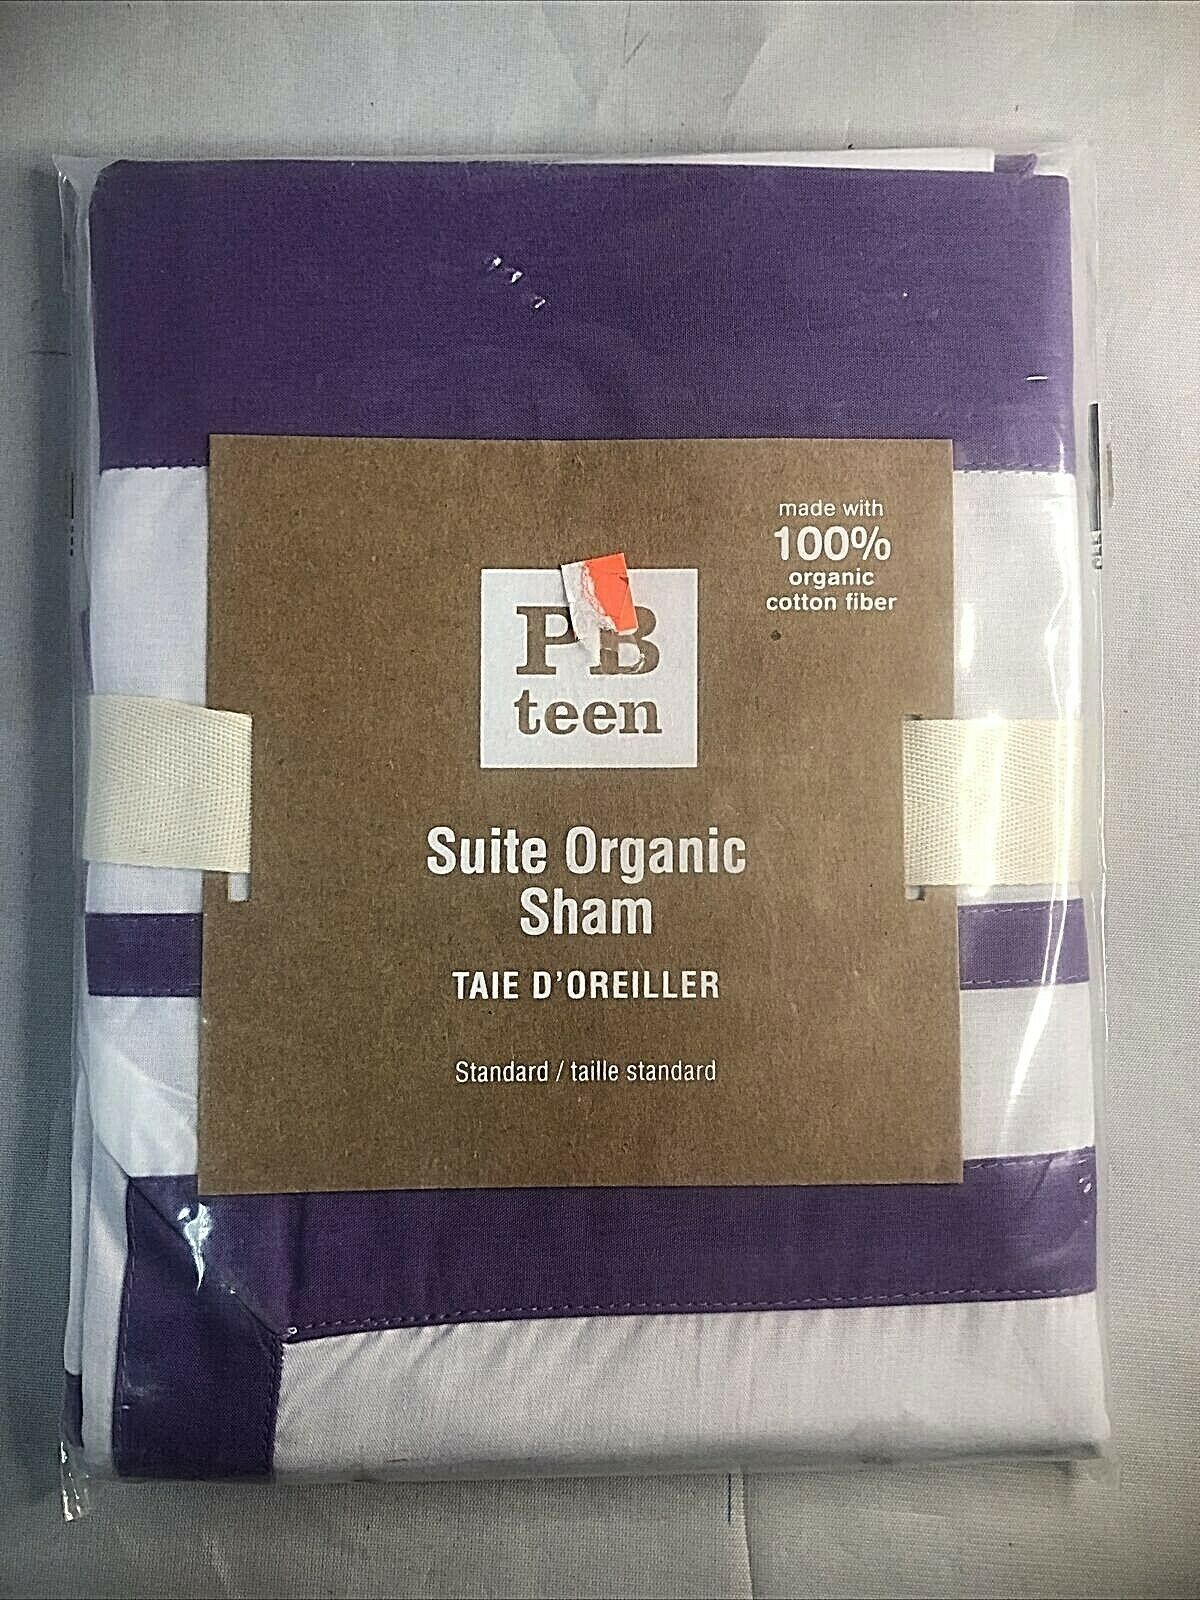 made with
100%
organic
cotton fiber
PB
teen
Suite Organic
Sham
TAIE D'OREILLER
Standard / taille standard